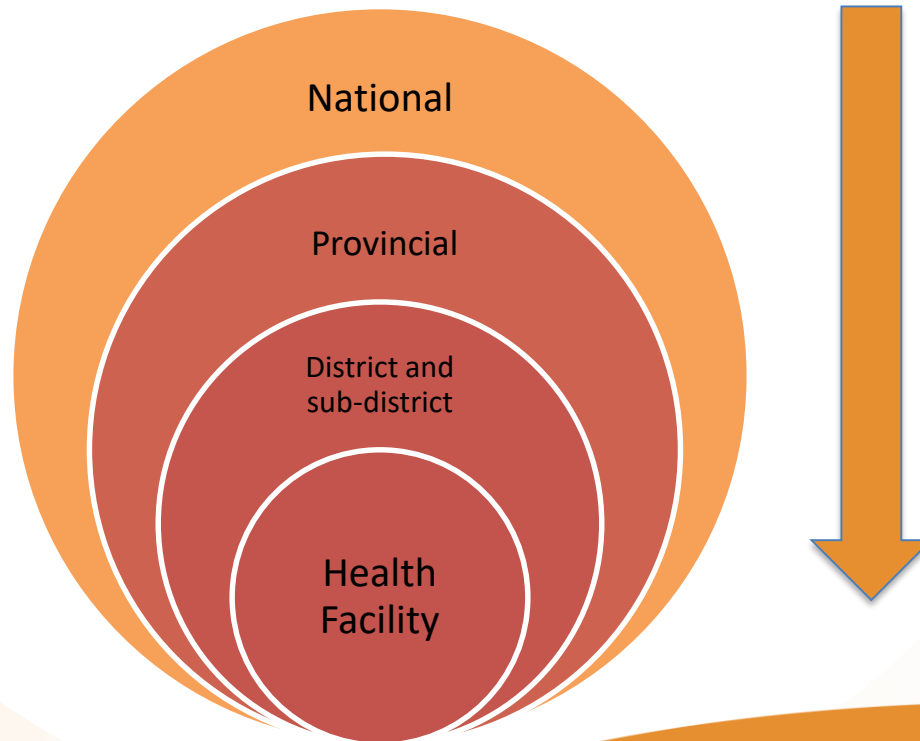 National
Provincial
District and
sub-district
Health
Facility